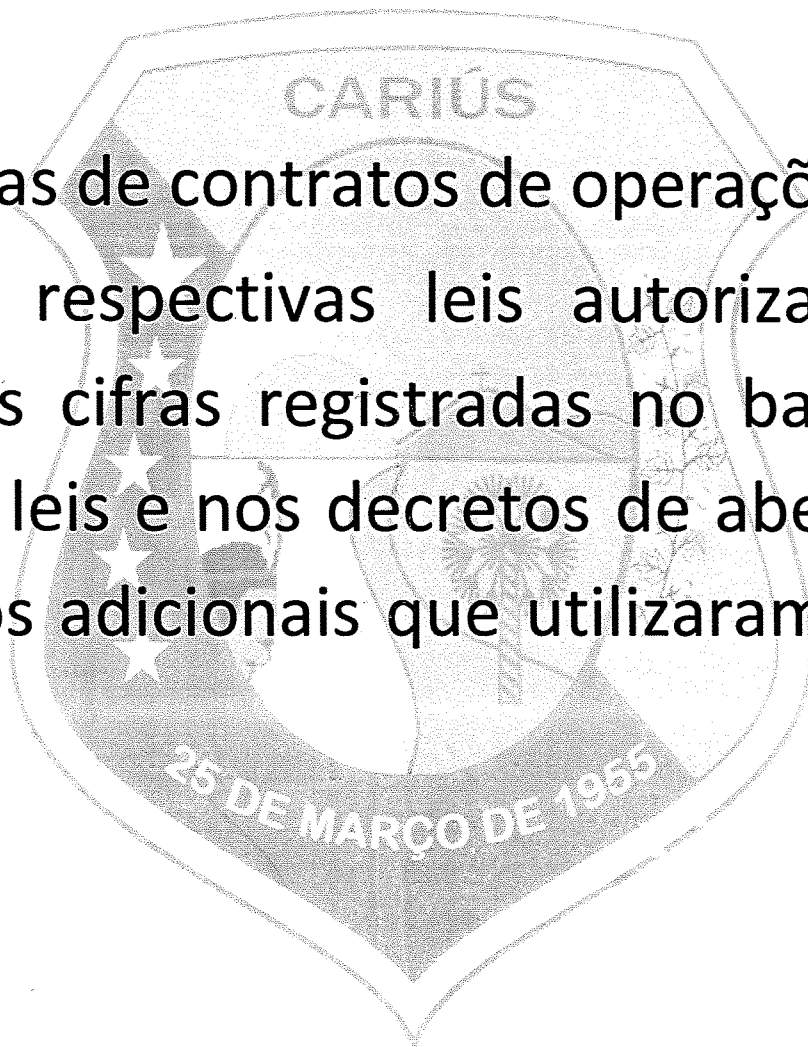 CARIÚS
as de contratos de operaçõ
respectivas leis autoriza
s cifras registradas no ba
leis e nos decretos de abe
os adicionais que utilizaram
25 DE MARÇO DE 1955